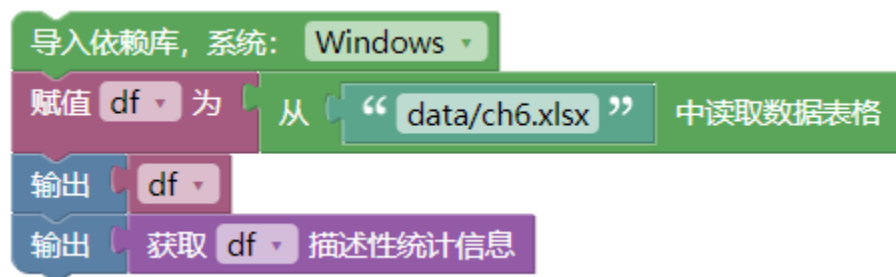 导入依赖库，系统： Windows
赋值 df 为 从 “ data/ch6.xlsx ” 中读取数据表格
输出 df
输出 获取 df 描述性统计信息